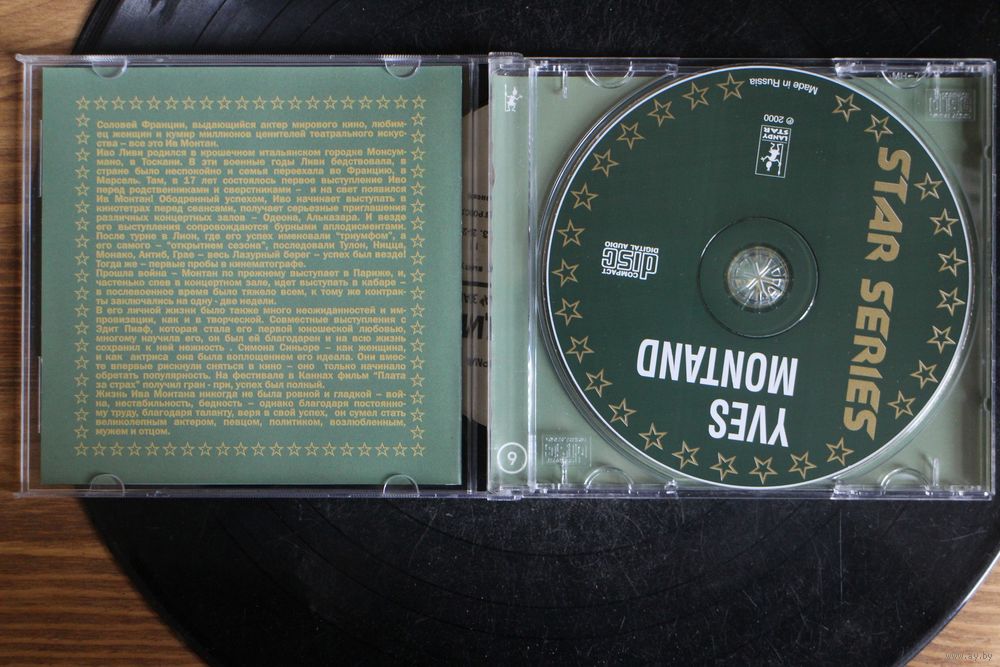 Соловей Франции, выдающийся актер мирового кино, любим-
ец женщин и кумир миллионов ценителей театрального искус-
ства – все это Ив Монтан.
Иво Ливи родился в крошечном итальянском городке Монсум-
мано, в Тоскани. В эти военные годы Ливи бедствовала, в
стране было неспокойно и семья переехала во Францию, в
Марсель. Там, в 17 лет состоялось первое выступление Иво
перед родственниками и сверстниками – и на свет появился
Ив Монтан! Ободренный успехом, Иво начинает выступать в
кинотетрах перед сеансами, получает серьезные приглашения
различных концертных залов – Одеона, Альказара. И везде
его выступления сопровождаются бурными аплодисментами.
После турне в Лион, где его успех именовали "триумфом", а
его самого – "открытием сезона", последовали Тулон, Ницца,
Монако, Антиб, Грае – весь Лазурный берег – успех был везде!
Тогда же – первые пробы в кинематографе.
Прошла война – Монтан по прежнему выступает в Париже, и,
частенько спев в концертном зале, идет выступать в кабаре –
в послевоенное время было тяжело всем, к тому же контрак-
ты заключались на одну - две недели.
В его личной жизни было также много неожиданностей и им-
провизации, как и в творческой. Совместные выступления с
Эдит Пиаф, которая стала его первой юношеской любовью,
многому научила его, он был ей благодарен и на всю жизнь
сохранил к ней нежность . Симона Синьоре – как женщина,
и как актриса она была воплощением его идеала. Они вмес-
те впервые рискнули сняться в кино – оно только начинало
обретать популярность. На фестивале в Каннах фильм "Плата
за страх" получил гран - при, успех был полный.
Жизнь Ива Монтана никогда не была ровной и гладкой – вой-
на, нестабильность, бедность – однако благодаря постоянно-
му труду, благодаря таланту, веря в свой успех, он сумел стать
великолепным актером, певцом, политиком, возлюбленным,
мужем и отцом.
STAR SERIES
YVES
MONTAND
COMPACT
disc
DIGITAL AUDIO
LANDY
STAR
℗ 2000
Made in Russia
9
www.ay.by